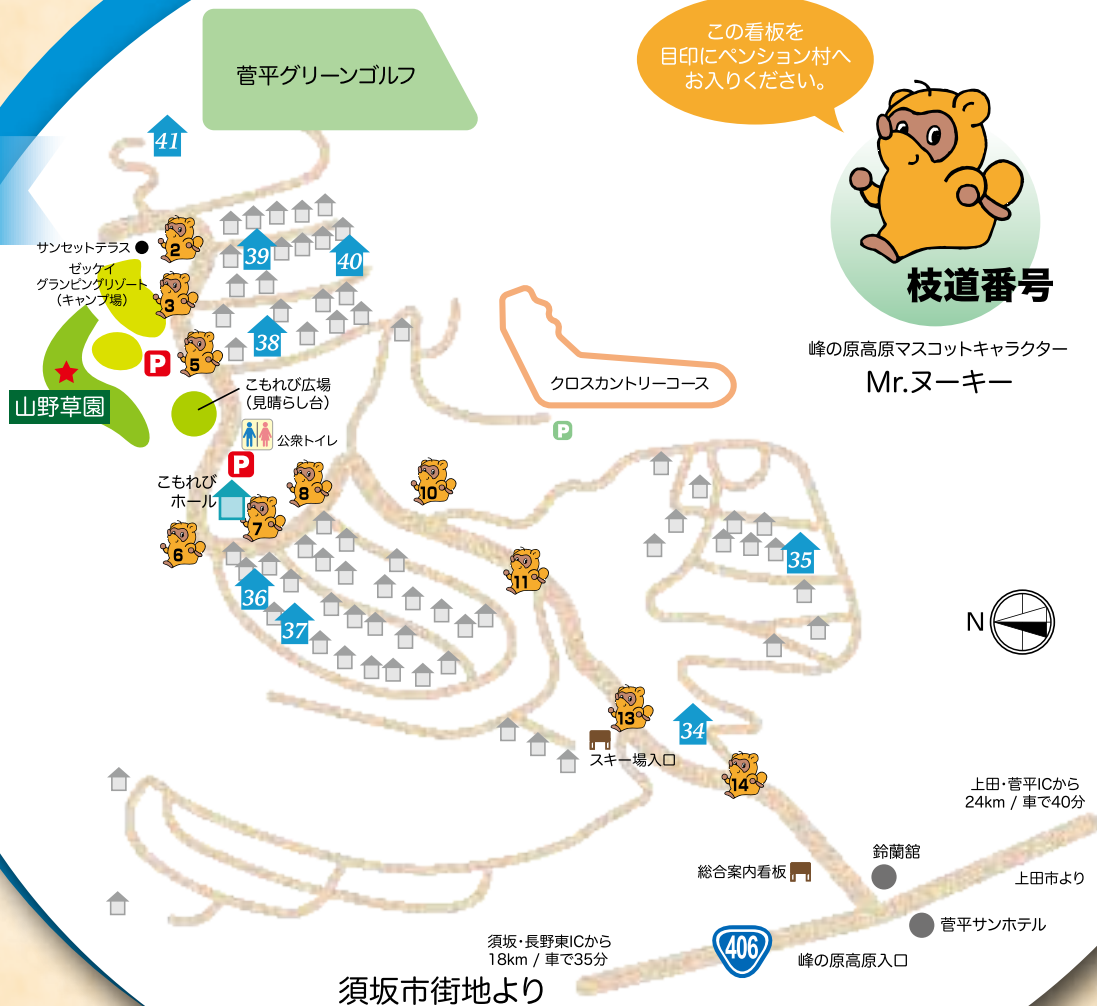 菅平グリーンゴルフ
この看板を
目印にペンション村へ
お入りください。
41
サンセットテラス
2
39
40
ゼッケイ
グランピングリゾート
(キャンプ場)
3
38
5
P
山野草園
こもれび広場
(見晴らし台)
クロスカントリーコース
P
枝道番号
峰の原高原マスコットキャラクター
Mr.ヌーキー
公衆トイレ
P
こもれび
ホール
8
10
7
6
11
36
37
35
N
13
34
スキー場入口
14
上田・菅平ICから
24km / 車で40分
総合案内看板
鈴蘭館
上田市より
菅平サンホテル
須坂・長野東ICから
18km / 車で35分
406
峰の原高原入口
須坂市街地より